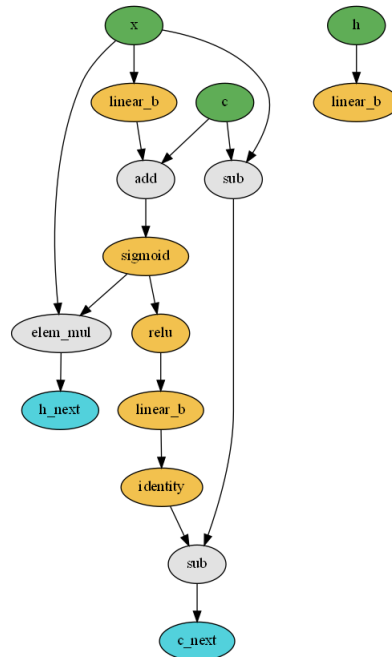 x
h
linear_b
c
linear_b
add
sub
sigmoid
elem_mul
relu
h_next
linear_b
identity
sub
c_next